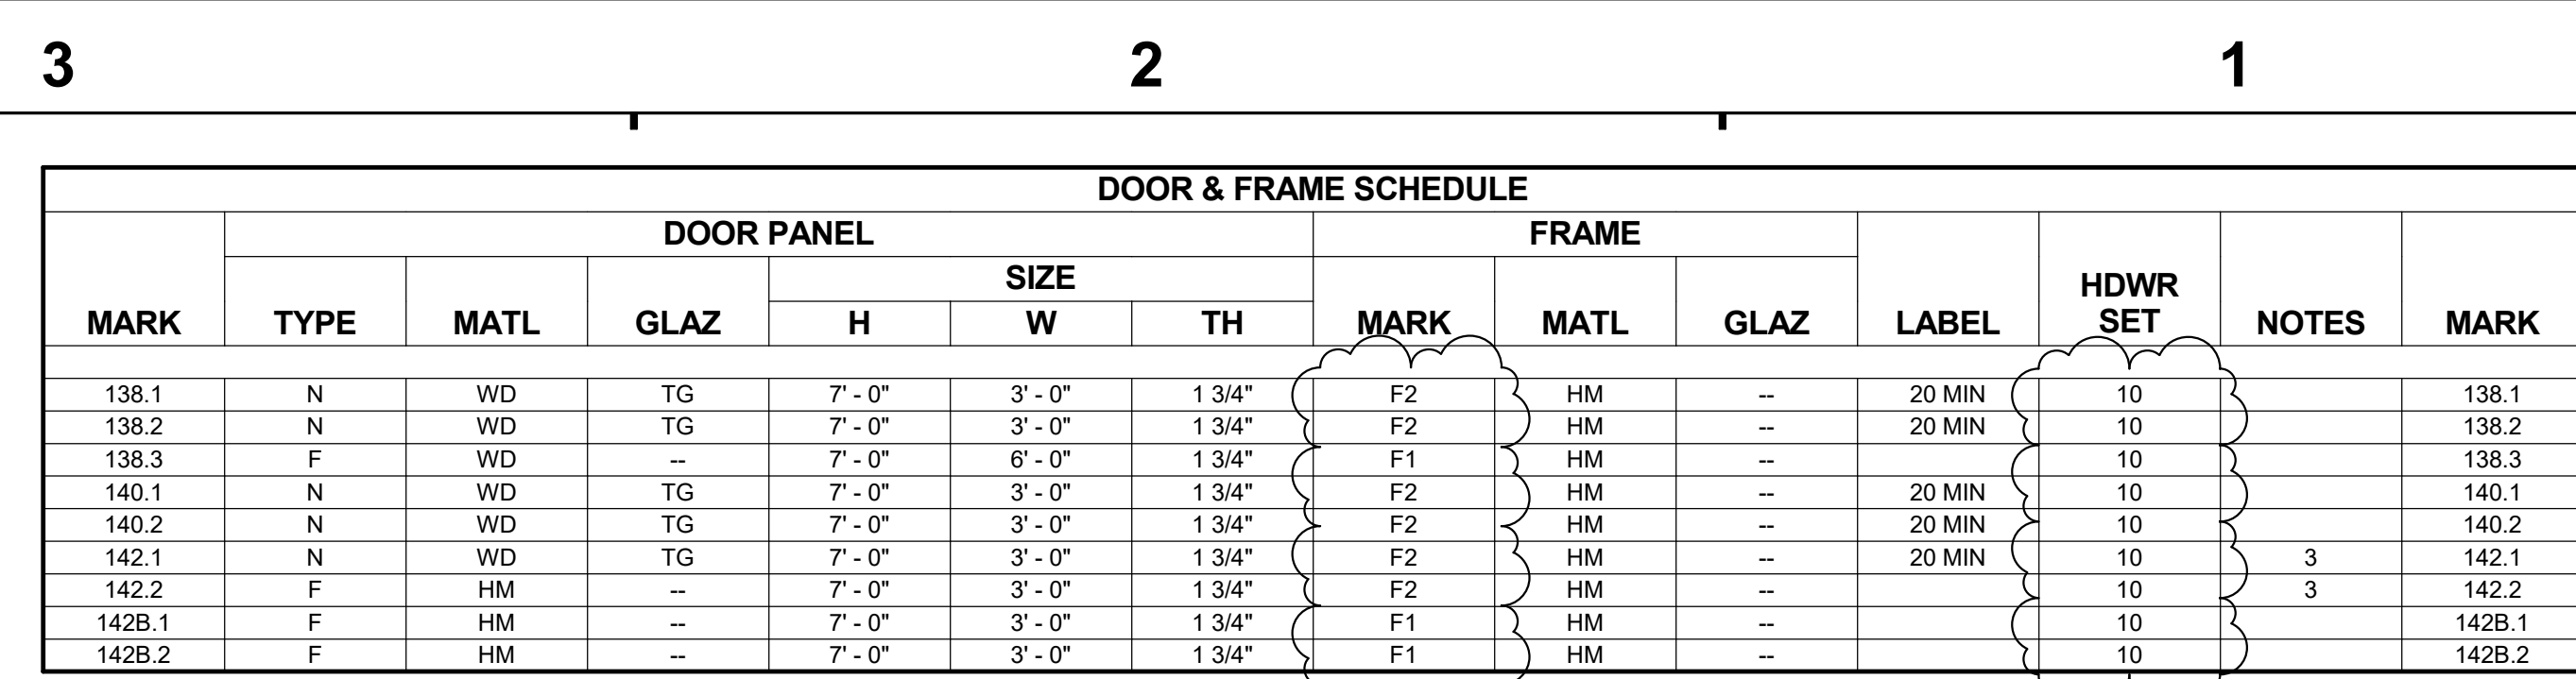 3 2 1
DOOR & FRAME SCHEDULE
DOOR PANEL FRAME
SIZE
HDWR
MARK TYPE MATL GLAZ H W TH MARK MATL GLAZ LABEL SET NOTES MARK
138.1 N WD TG 7' - 0" 3' - 0" 1 3/4" F2 HM -- 20 MIN 10 138.1
138.2 N WD TG 7' - 0" 3' - 0" 1 3/4" F2 HM -- 20 MIN 10 138.2
138.3 F WD -- 7' - 0" 6' - 0" 1 3/4" F1 HM -- 10 138.3
140.1 N WD TG 7' - 0" 3' - 0" 1 3/4" F2 HM -- 20 MIN 10 140.1
140.2 N WD TG 7' - 0" 3' - 0" 1 3/4" F2 HM -- 20 MIN 10 140.2
142.1 N WD TG 7' - 0" 3' - 0" 1 3/4" F2 HM -- 20 MIN 10 3 142.1
142.2 F HM -- 7' - 0" 3' - 0" 1 3/4" F2 HM -- 10 3 142.2
142B.1 F HM -- 7' - 0" 3' - 0" 1 3/4" F1 HM -- 10 142B.1
142B.2 F HM -- 7' - 0" 3' - 0" 1 3/4" F1 HM -- 10 142B.2